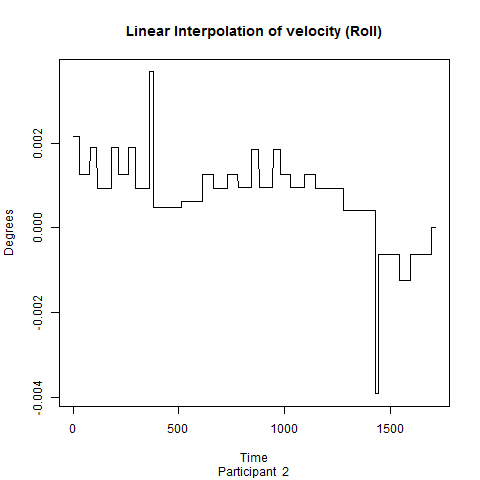 Linear Interpolation of velocity (Roll)
Degrees
0.002
0.000
-0.002
-0.004
0
500
1000
1500
Time
Participant 2